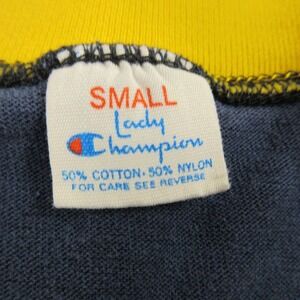 SMALL
Lady
Champion
50% COTTON • 50% NYLON
FOR CARE SEE REVERSE